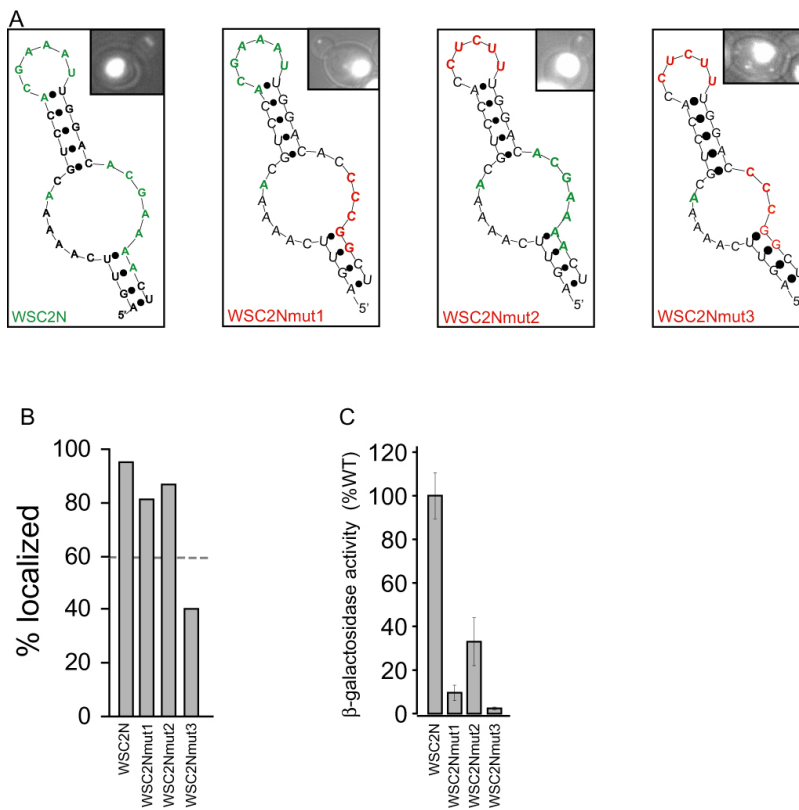 A
WSC2N
5'
WSC2Nmut1
5'
WSC2Nmut2
5'
WSC2Nmut3
5'
B
% localized
100
80
60
40
20
0
WSC2N
WSC2Nmut1
WSC2Nmut2
WSC2Nmut3
C
β-galactosidase activity (%WT)
120
100
80
60
40
20
0
WSC2N
WSC2Nmut1
WSC2Nmut2
WSC2Nmut3